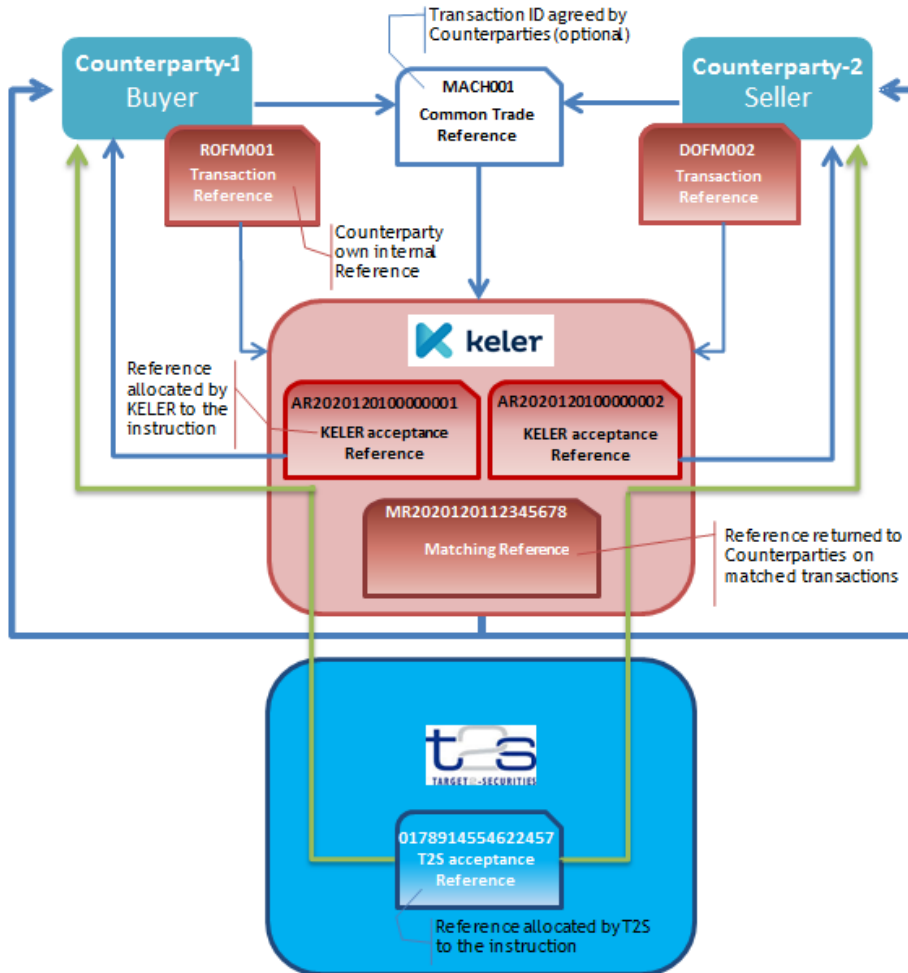 Transaction ID agreed by
Counterparties (optional)
Counterparty-1
Buyer
MACH001
Common Trade
Reference
Counterparty-2
Seller
ROFM001
Transaction
Reference
DOFM002
Transaction
Reference
Counterparty
own internal
Reference
keler
Reference
allocated by
KELER to the
instruction
AR2020120100000001
KELER acceptance
Reference
AR2020120100000002
KELER acceptance
Reference
MR2020120112345678
Matching Reference
Reference returned to
Counterparties on
matched transactions
t2s
TARGET2-SECURITIES
0178914554622457
T2S acceptance
Reference
Reference allocated by T2S
to the instruction